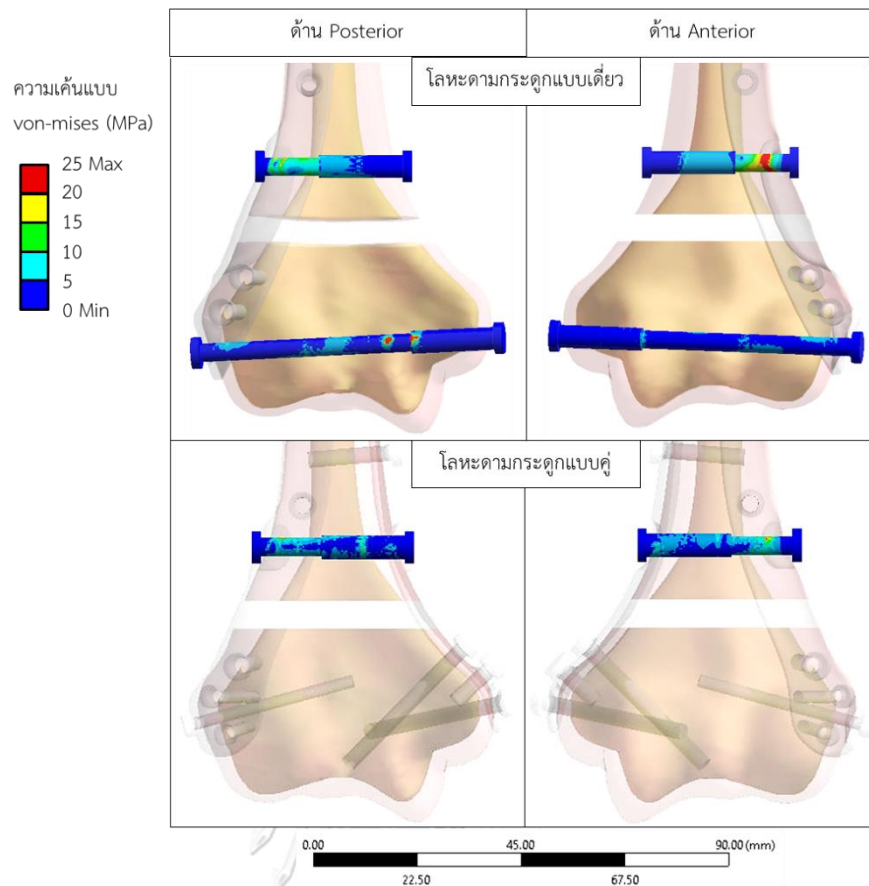 ด้าน Posterior
ด้าน Anterior
โลหะดามกระดูกแบบเดี่ยว
ความเค้นแบบ
von-mises (MPa)
25 Max
20
15
10
5
0 Min
โลหะดามกระดูกแบบคู่
0.00
45.00
90.00 (mm)
22.50
67.50